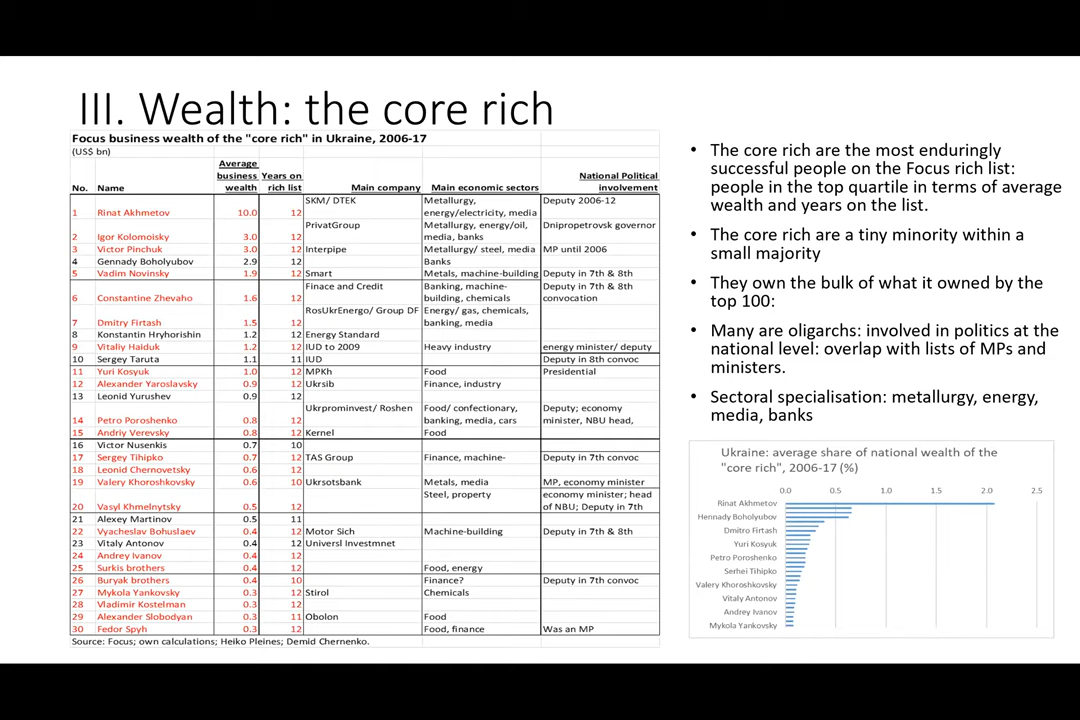 III. Wealth: the core rich
Focus business wealth of the "core rich" in Ukraine, 2006-17
(US$ bn)
Average
business Years on National Political
No. Name wealth rich list Main company Main economic sectors involvement
SKM/ DTEK Metallurgy, Deputy 2006-12
1 Rinat Akhmetov 10.0 12 energy/electricity, media
PrivatGroup Metallurgy, energy/oil, Dnipropetrovsk governor
2 Igor Kolomoisky 3.0 12 media, banks
3 Victor Pinchuk 3.0 12 Interpipe Metallurgy/ steel, media MP until 2006
4 Gennady Boholyubov 2.9 12 Banks
5 Vadim Novinsky 1.9 12 Smart Metals, machine-building Deputy in 7th & 8th
Finace and Credit Banking, machine- Deputy in 7th & 8th
6 Constantine Zhevaho 1.6 12 building, chemicals convocation
RosUkrEnergo/ Group DF Energy/ gas, chemicals,
7 Dmitry Firtash 1.5 12 banking, media
8 Konstantin Hryhorishin 1.2 12 Energy Standard
9 Vitaliy Haiduk 1.2 12 IUD to 2009 Heavy industry energy minister/ deputy
10 Sergey Taruta 1.1 11 IUD Deputy in 8th convoc
11 Yuri Kosyuk 1.0 12 MPKh Food Presidential
12 Alexander Yaroslavsky 0.9 12 Ukrsib Finance, industry
13 Leonid Yurushev 0.9 12
Ukrprominvest/ Roshen Food/ confectionary, Deputy; economy
14 Petro Poroshenko 0.8 12 banking, media, cars minister, NBU head,
15 Andriy Verevsky 0.8 12 Kernel Food
16 Victor Nusenkis 0.7 10
17 Sergey Tihipko 0.7 12 TAS Group Finance, machine- Deputy in 7th convoc
18 Leonid Chernovetsky 0.6 12
19 Valery Khoroshkovsky 0.6 10 Ukrsotsbank Metals, media MP, economy minister
Steel, property economy minister; head
20 Vasyl Khmelnytsky 0.5 12 of NBU; Deputy in 7th
21 Alexey Martinov 0.5 11
22 Vyacheslav Bohuslaev 0.4 12 Motor Sich Machine-building Deputy in 7th & 8th
23 Vitaly Antonov 0.4 12 Universl Investmnet
24 Andrey Ivanov 0.4 12
25 Surkis brothers 0.4 12 Food, energy
26 Buryak brothers 0.4 10 Finance? Deputy in 7th convoc
27 Mykola Yankovsky 0.3 12 Stirol Chemicals
28 Vladimir Kostelman 0.3 12
29 Alexander Slobodyan 0.3 11 Obolon Food
30 Fedor Spyh 0.3 12 Food, finance Was an MP
Source: Focus; own calculations; Heiko Pleines; Demid Chernenko.
• The core rich are the most enduringly
successful people on the Focus rich list:
people in the top quartile in terms of average
wealth and years on the list.
• The core rich are a tiny minority within a
small majority
• They own the bulk of what it owned by the
top 100:
• Many are oligarchs: involved in politics at the
national level: overlap with lists of MPs and
ministers.
• Sectoral specialisation: metallurgy, energy,
media, banks
Ukraine: average share of national wealth of the
"core rich", 2006-17 (%)
0.0 0.5 1.0 1.5 2.0 2.5
Rinat Akhmetov
Hennady Boholyubov
Dmitro Firtash
Yuri Kosyuk
Petro Poroshenko
Serhei Tihipko
Valery Khoroshkovsky
Vitaly Antonov
Andrey Ivanov
Mykola Yankovsky